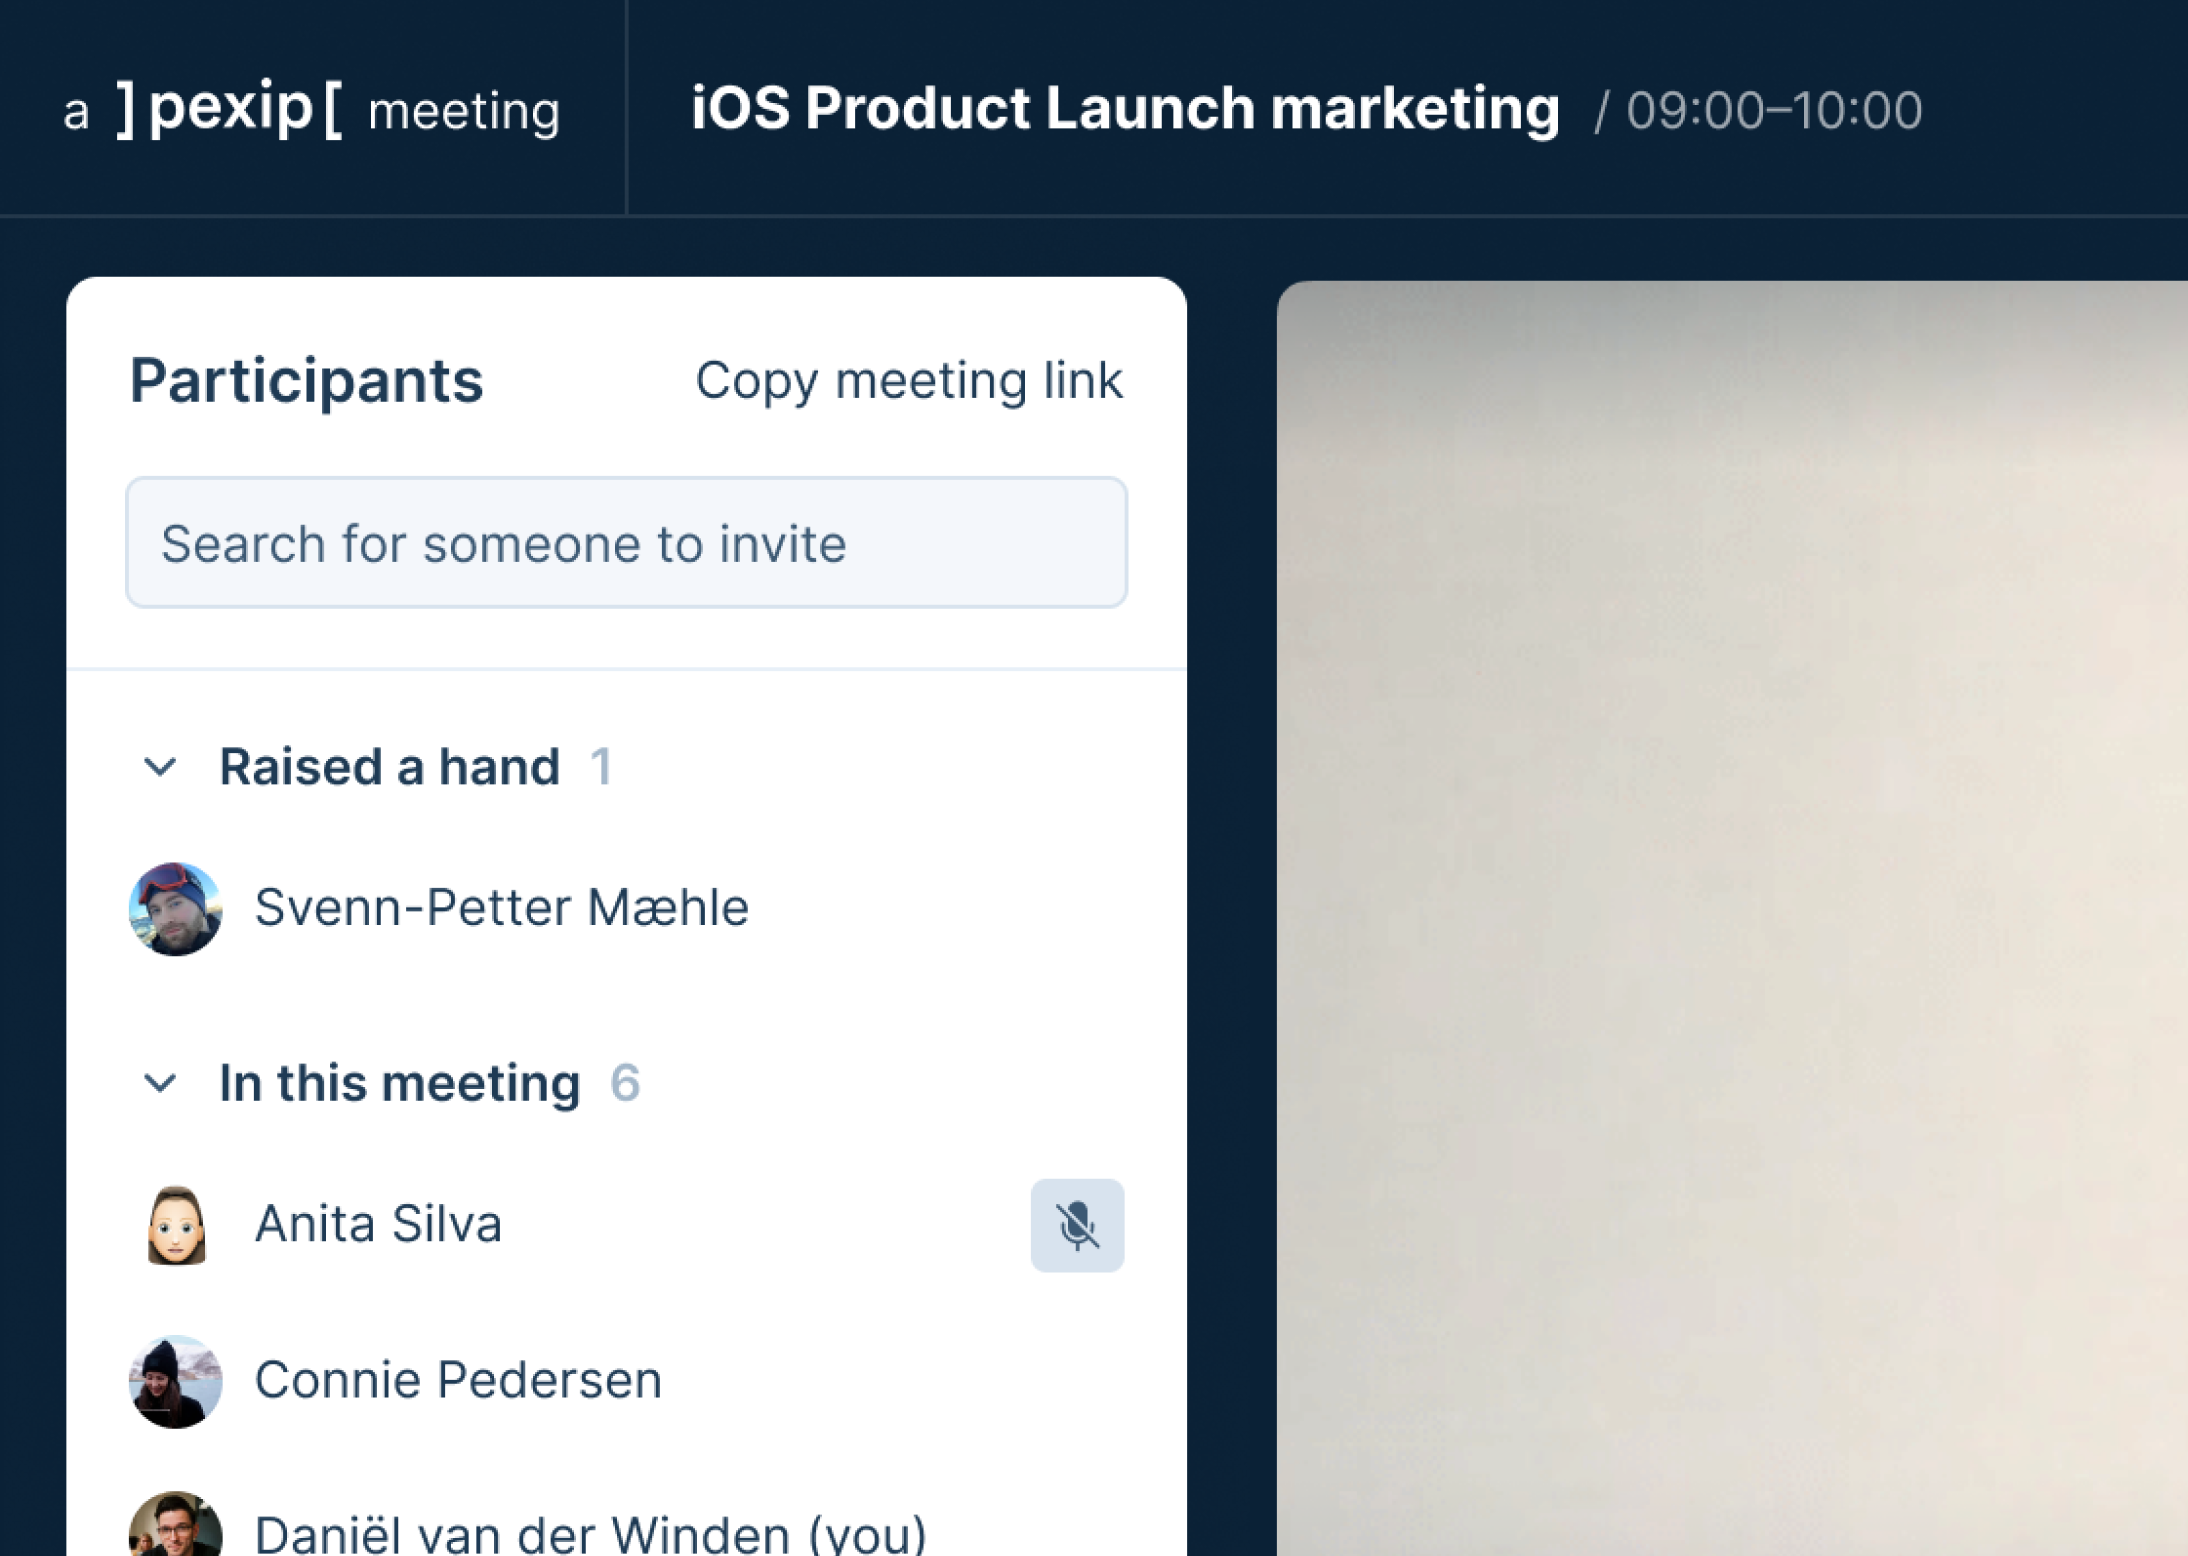 a ]pexip[ meeting
iOS Product Launch marketing / 09:00–10:00
Participants
Copy meeting link
Search for someone to invite
Raised a hand 1
Svenn-Petter Mæhle
In this meeting 6
Anita Silva
Connie Pedersen
Daniël van der Winden (you)